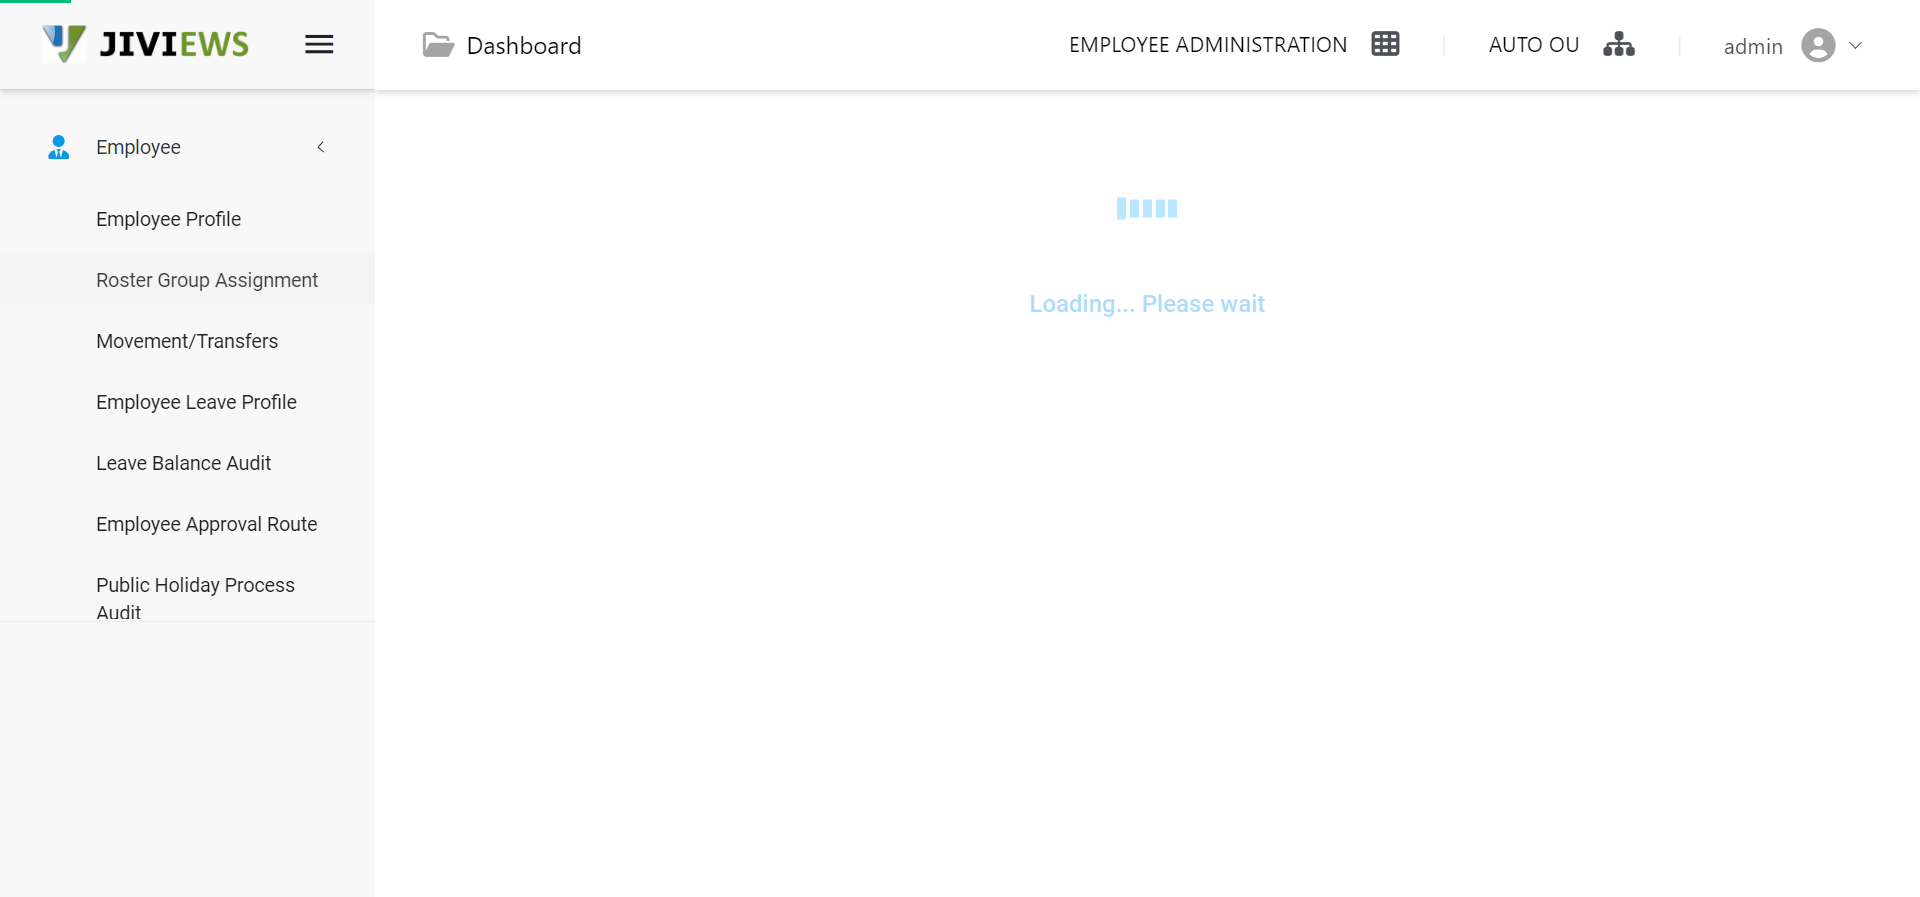 JIVIEWS
Dashboard
EMPLOYEE ADMINISTRATION
AUTO OU
admin
Employee
Employee Profile
Roster Group Assignment
Movement/Transfers
Employee Leave Profile
Leave Balance Audit
Employee Approval Route
Public Holiday Process
Audit
Loading... Please wait